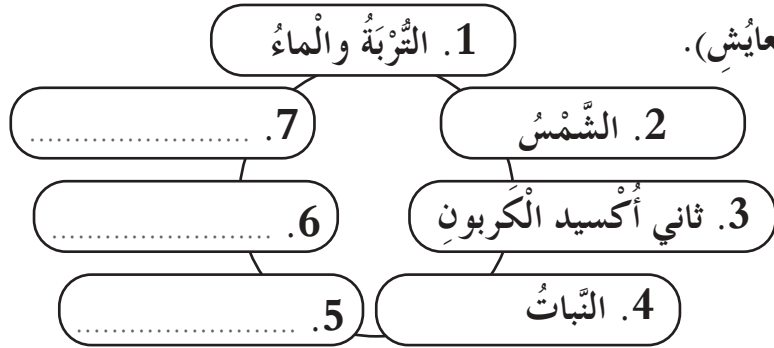 عايُشِ).
1. التُّرْبَةُ والْماءُ
2. الشَّمْسُ
3. ثاني أُكْسيد الْكَربونِ
4. النَّباتُ
5. ........................
6. ........................
7. ........................